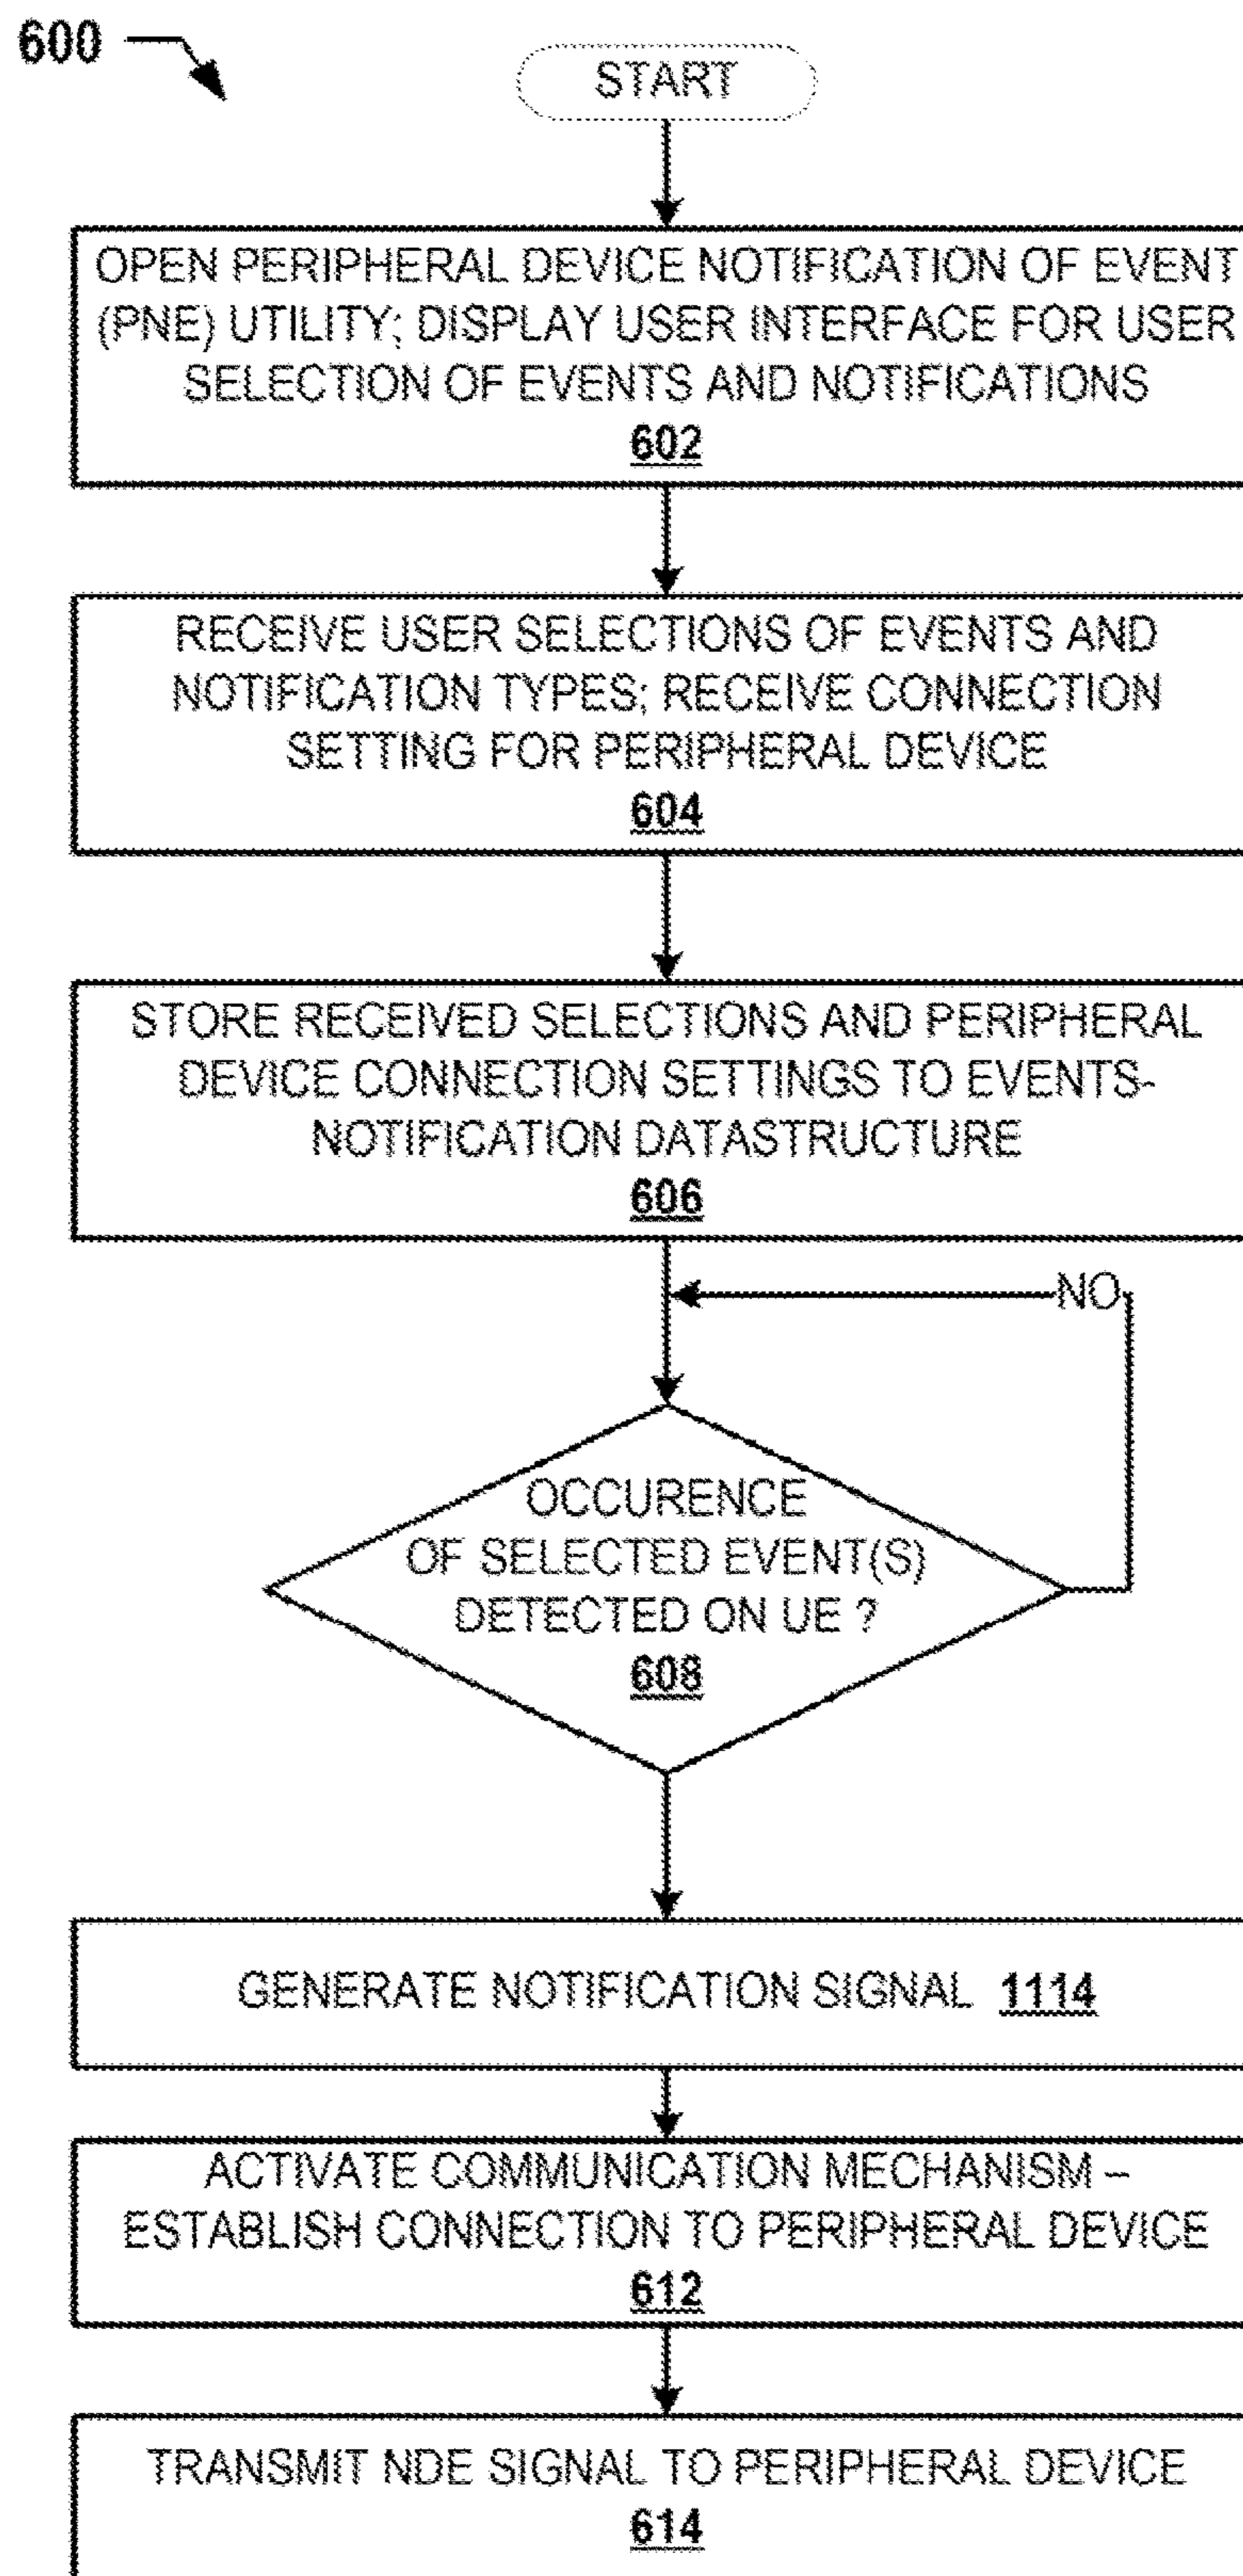 600
START
OPEN PERIPHERAL DEVICE NOTIFICATION OF EVENT
(PNE) UTILITY; DISPLAY USER INTERFACE FOR USER
SELECTION OF EVENTS AND NOTIFICATIONS
602
RECEIVE USER SELECTIONS OF EVENTS AND
NOTIFICATION TYPES; RECEIVE CONNECTION
SETTING FOR PERIPHERAL DEVICE
604
STORE RECEIVED SELECTIONS AND PERIPHERAL
DEVICE CONNECTION SETTINGS TO EVENTS-
NOTIFICATION DATASTRUCTURE
606
NO
OCCURENCE
OF SELECTED EVENT(S)
DETECTED ON UE ?
608
GENERATE NOTIFICATION SIGNAL 1114
ACTIVATE COMMUNICATION MECHANISM –
ESTABLISH CONNECTION TO PERIPHERAL DEVICE
612
TRANSMIT NDE SIGNAL TO PERIPHERAL DEVICE
614